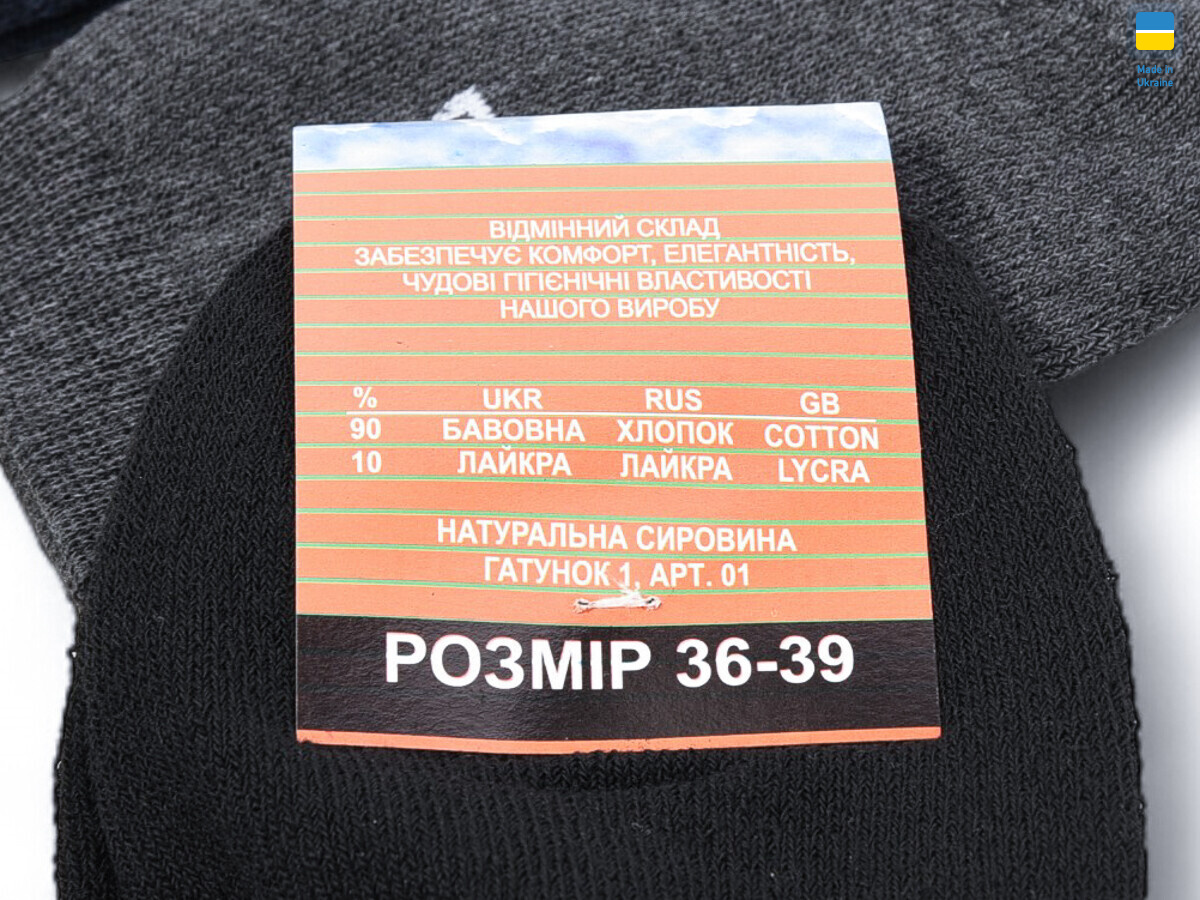 Made in
Ukraine
ВІДМІННИЙ СКЛАД
ЗАБЕЗПЕЧУЄ КОМФОРТ, ЕЛЕГАНТНІСТЬ,
ЧУДОВІ ГІГІЄНІЧНІ ВЛАСТИВОСТІ
НАШОГО ВИРОБУ
% UKR RUS GB
90 БАВОВНА ХЛОПОК COTTON
10 ЛАЙКРА ЛАЙКРА LYCRA
НАТУРАЛЬНА СИРОВИНА
ГАТУНОК 1, АРТ. 01
РОЗМІР 36-39